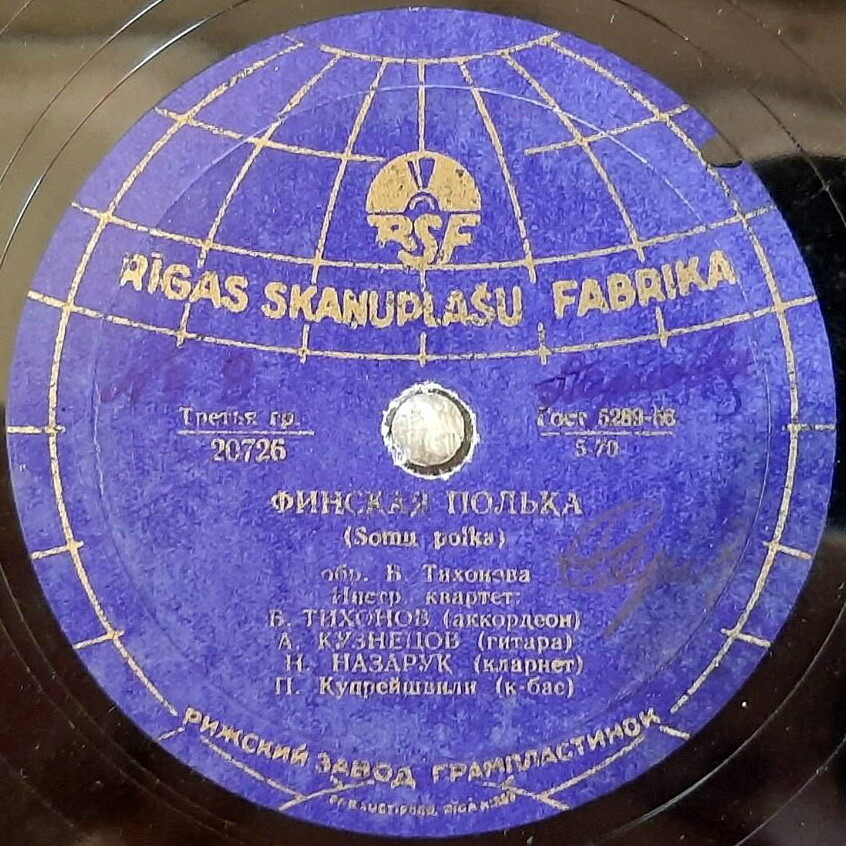 RSF
RĪGAS SKAŅUPLAŠU FABRIKA
Третья гр.
20726
Гост 5289-56
5-70
ФИНСКАЯ ПОЛЬКА
(Somu polka)
обр. В. Тихонова
Инстр. квартет:
В. ТИХОНОВ (аккордеон)
А. КУЗНЕЦОВ (гитара)
Н. НАЗАРУК (кларнет)
П. Купрейшвили (к-бас)
РИЖСКИЙ ЗАВОД ГРАМПЛАСТИНОК